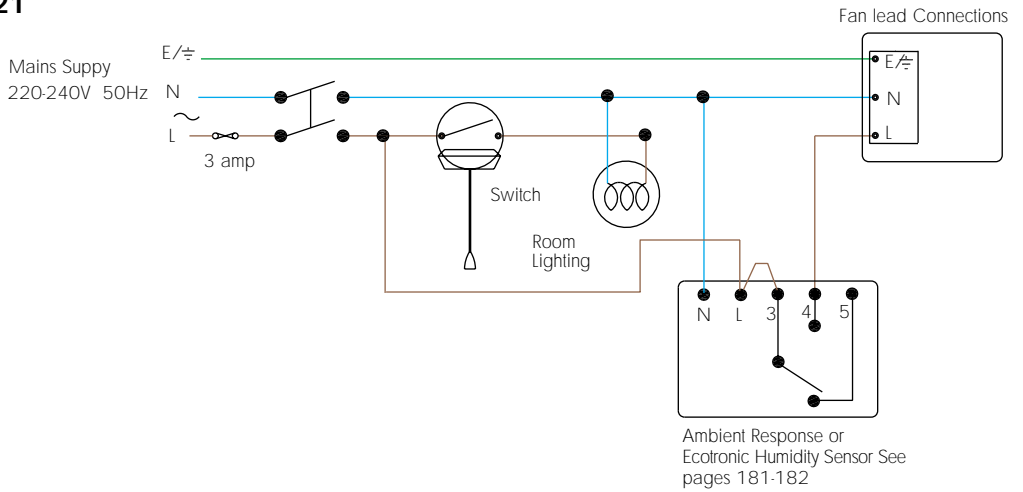 21
Fan lead Connections
Mains Suppy
220-240V 50Hz
E/⏚
N
L
3 amp
Switch
Room
Lighting
E/⏚
N
L
N L 3 4 5
Ambient Response or
Ecotronic Humidity Sensor See
pages 181-182